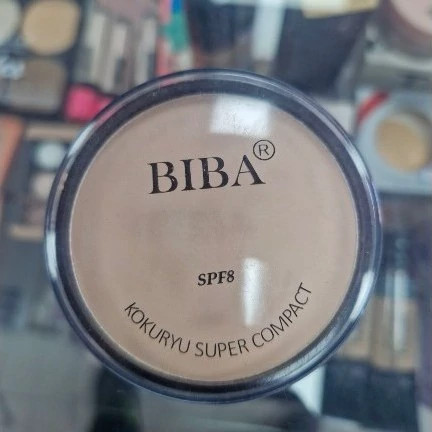 BIBA®
SPF8
KOKURYU SUPER COMPACT